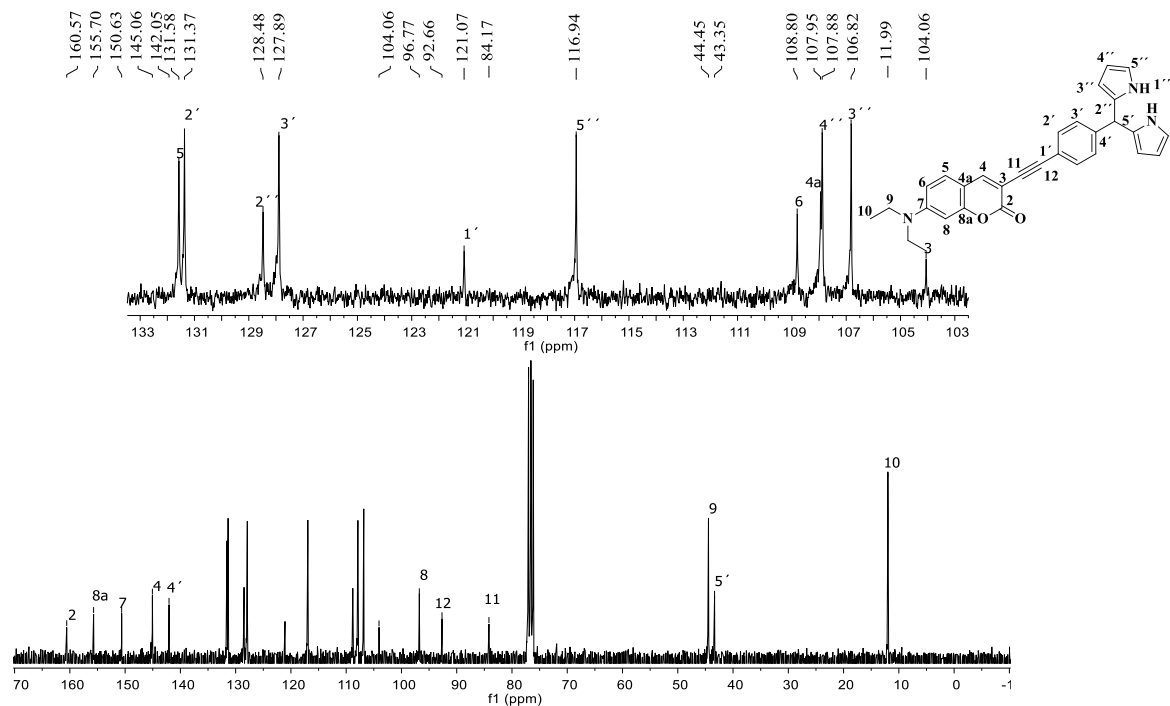 160.57 155.70 150.63 145.06 142.05 131.58 131.37 128.48 127.89 104.06 96.77 92.66 121.07 84.17 116.94 44.45 43.35 108.80 107.95 107.88 106.82 11.99 104.06
4´´ 5´´
3´´ NH 1´´
2´´ H
2´ 3´ 5´ N
1´ 4´
11
12
5 4 3
6 4a
10 9 7 8a 2
N 8 O O
2´ 3´ 4´´ 3´´
5 5´´
2´´ 4a 6
1´ 3
133 131 129 127 125 123 121 119 117 115 113 111 109 107 105 103
f1 (ppm)
10
9
8 5´
2 8a 7 4 4´ 12 11
70 160 150 140 130 120 110 100 90 80 70 60 50 40 30 20 10 0 -1
f1 (ppm)